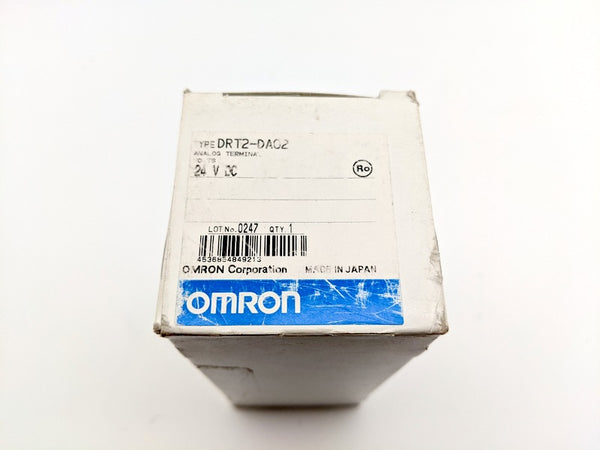 TYPE DRT2-DA02
ANALOG TERMINAL
VOLTS
24 V DC
Ro
LOT No. 0247 QTY. 1
4536854849213
OMRON Corporation MADE IN JAPAN
OMRON